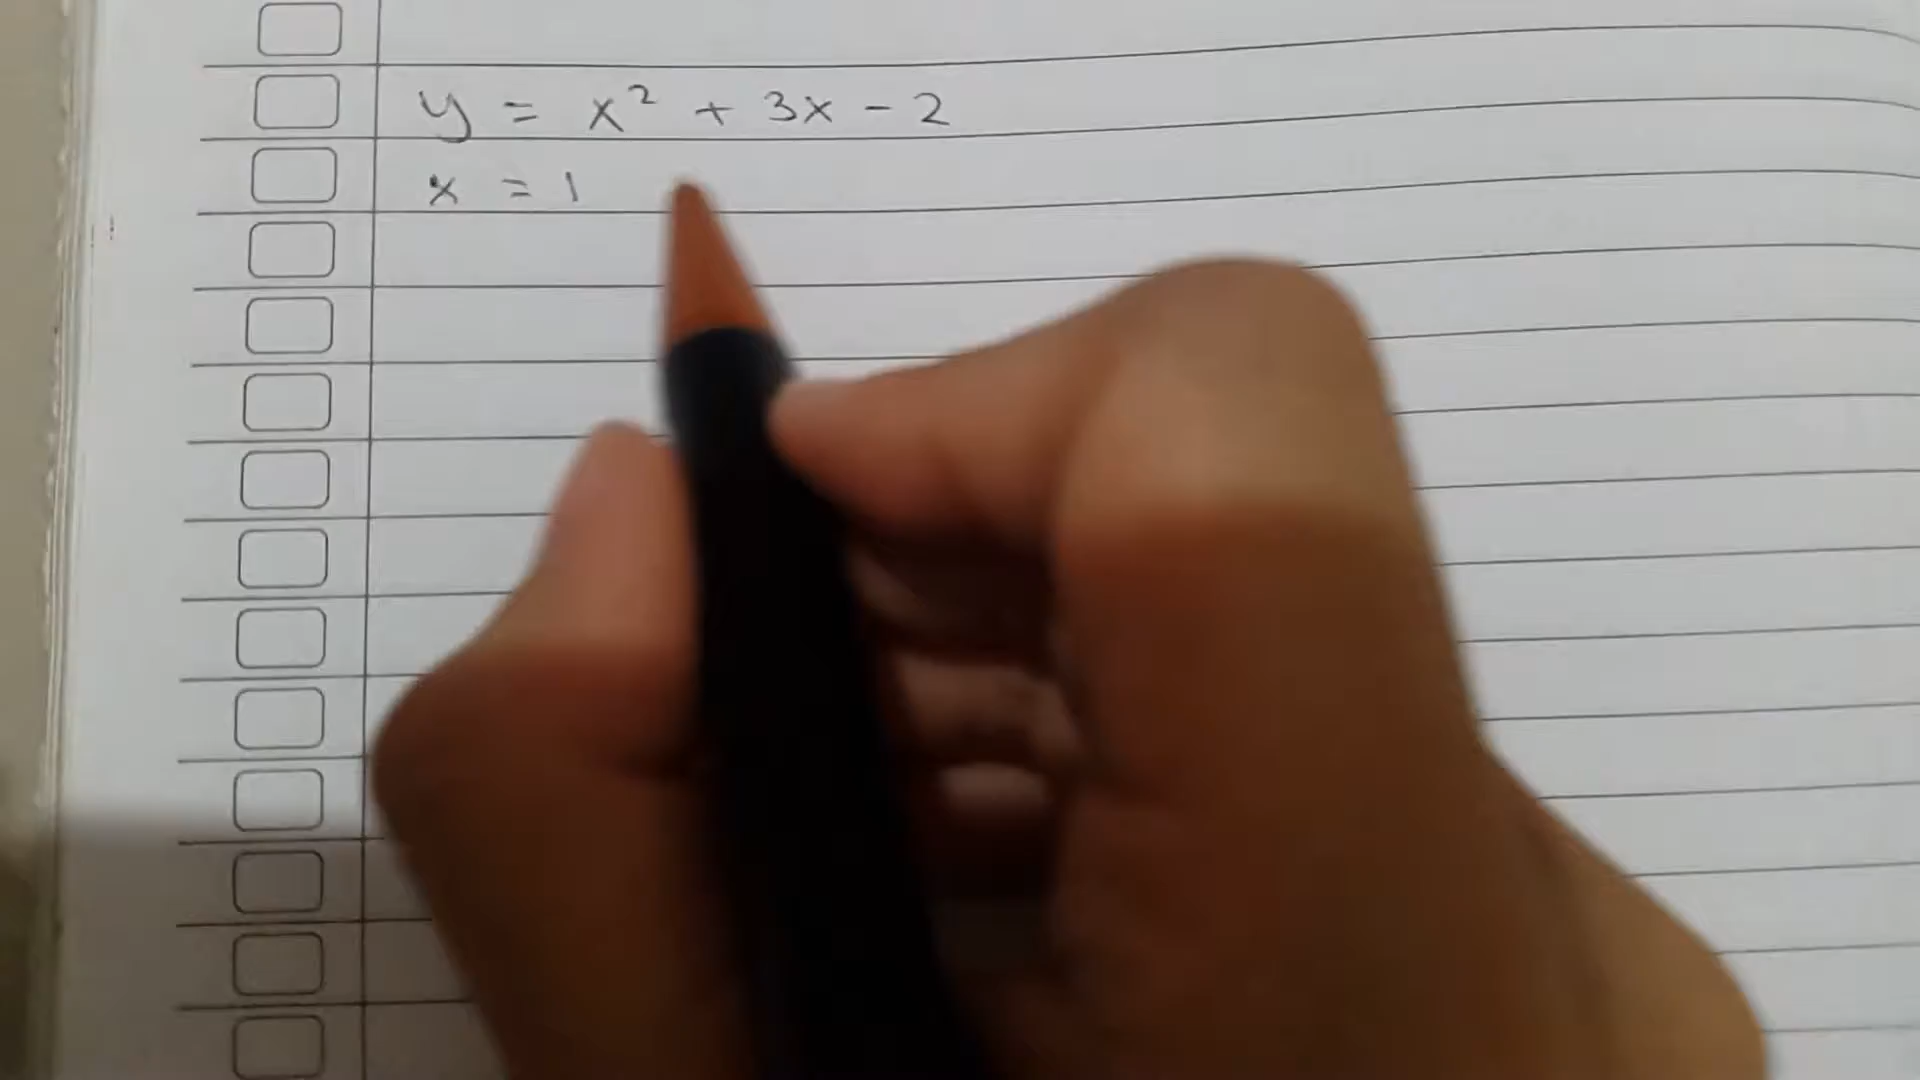 y = x² + 3x - 2
x = 1